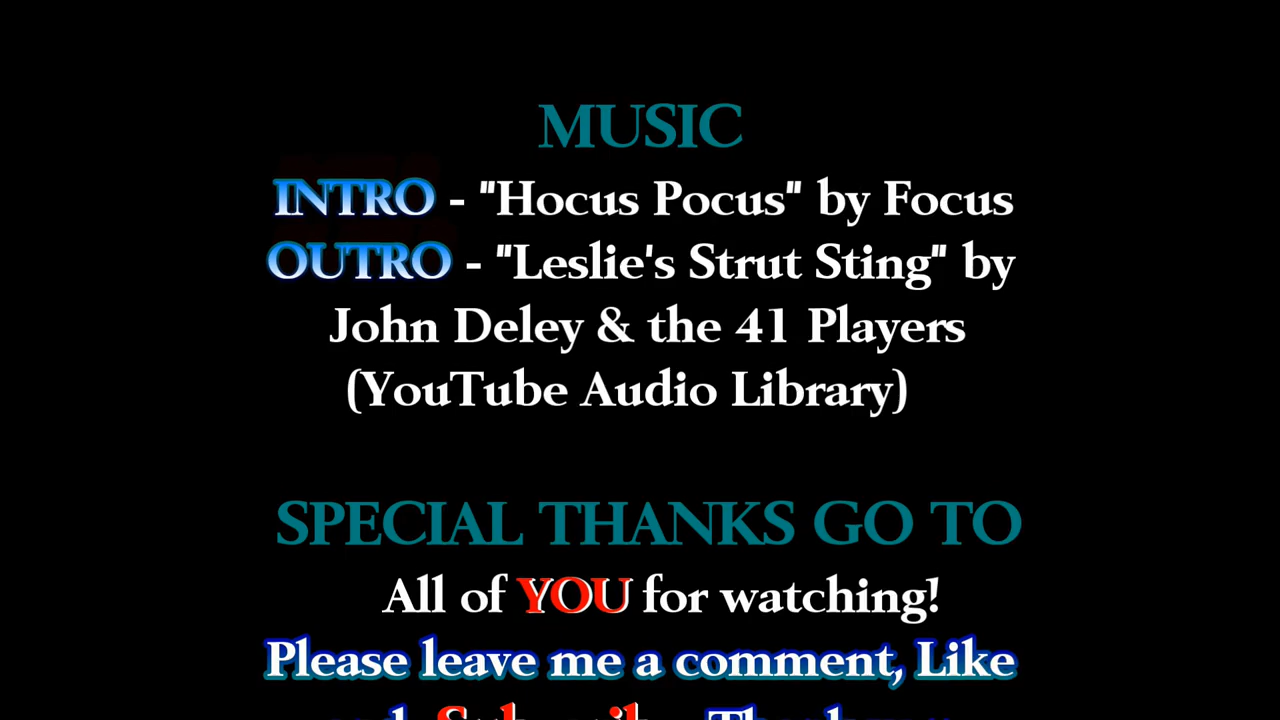 MUSIC
INTRO - "Hocus Pocus" by Focus
OUTRO - "Leslie's Strut Sting" by
John Deley & the 41 Players
(YouTube Audio Library)
SPECIAL THANKS GO TO
All of YOU for watching!
Please leave me a comment, Like